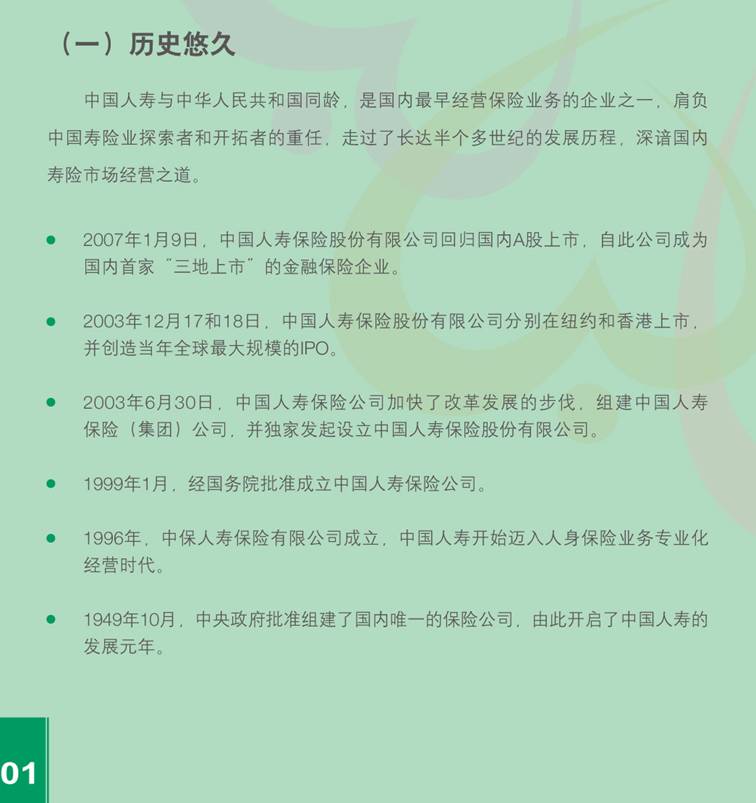 （一）历史悠久
中国人寿与中华人民共和国同龄，是国内最早经营保险业务的企业之一，肩负
中国寿险业探索者和开拓者的重任，走过了长达半个多世纪的发展历程，深谙国内
寿险市场经营之道。
2007年1月9日，中国人寿保险股份有限公司回归国内A股上市，自此公司成为
国内首家“三地上市”的金融保险企业。
2003年12月17和18日，中国人寿保险股份有限公司分别在纽约和香港上市，
并创造当年全球最大规模的IPO。
2003年6月30日，中国人寿保险公司加快了改革发展的步伐，组建中国人寿
保险（集团）公司，并独家发起设立中国人寿保险股份有限公司。
1999年1月，经国务院批准成立中国人寿保险公司。
1996年，中保人寿保险有限公司成立，中国人寿开始迈入人身保险业务专业化
经营时代。
1949年10月，中央政府批准组建了国内唯一的保险公司，由此开启了中国人寿的
发展元年。
01